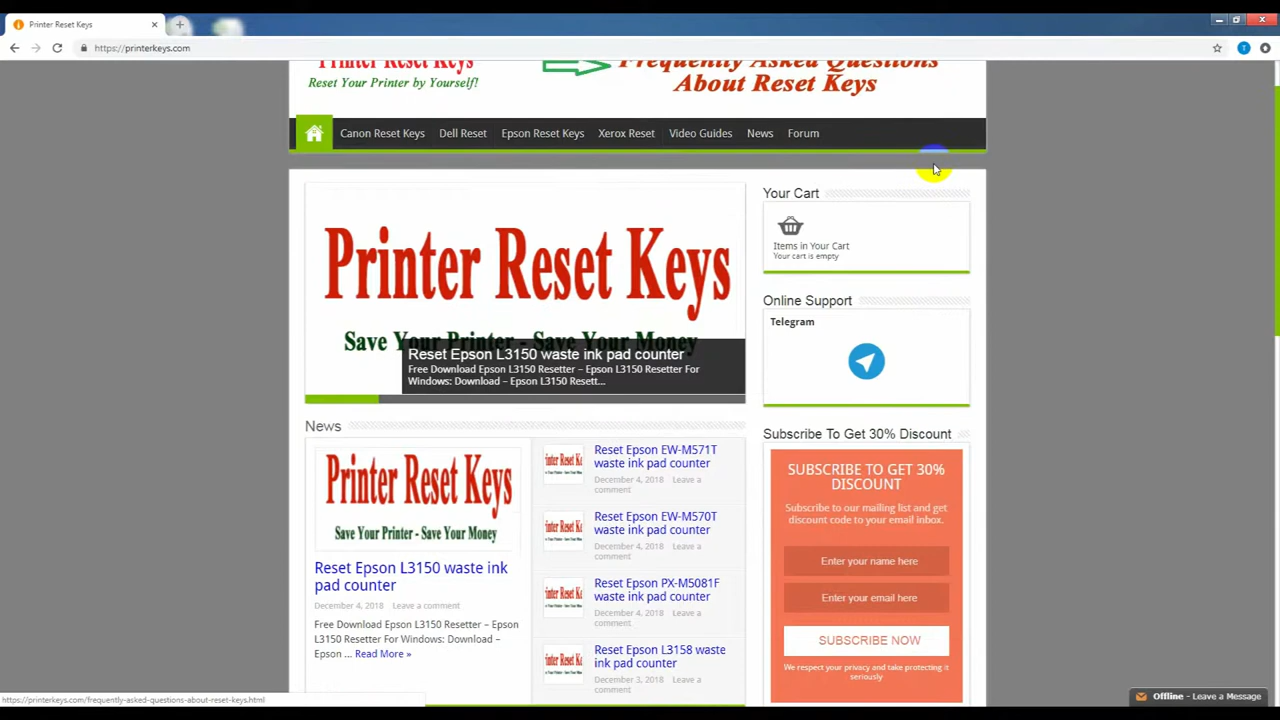 Printer Reset Keys
https://printerkeys.com
Printer Reset Keys
Reset Your Printer by Yourself!
Frequently Asked Questions
About Reset Keys
Canon Reset Keys
Dell Reset
Epson Reset Keys
Xerox Reset
Video Guides
News
Forum
Printer Reset Keys
Save Your Printer - Save Your Money
Reset Epson L3150 waste ink pad counter
Free Download Epson L3150 Resetter – Epson L3150 Resetter For
Windows: Download – Epson L3150 Resett...
News
Printer Reset Keys
Save Your Printer - Save Your Money
Reset Epson L3150 waste ink
pad counter
December 4, 2018 Leave a comment
Free Download Epson L3150 Resetter – Epson
L3150 Resetter For Windows: Download –
Epson ... Read More »
Reset Epson EW-M571T
waste ink pad counter
December 4, 2018 Leave a
comment
Reset Epson EW-M570T
waste ink pad counter
December 4, 2018 Leave a
comment
Reset Epson PX-M5081F
waste ink pad counter
December 4, 2018 Leave a
comment
Reset Epson L3158 waste
ink pad counter
December 3, 2018 Leave a
comment
Your Cart
Items in Your Cart
Your cart is empty
Online Support
Telegram
Subscribe To Get 30% Discount
SUBSCRIBE TO GET 30%
DISCOUNT
Subscribe to our mailing list and get
discount code to your email inbox.
Enter your name here
Enter your email here
SUBSCRIBE NOW
We respect your privacy and take protecting it
seriously
https://printerkeys.com/frequently-asked-questions-about-reset-keys.html
Offline - Leave a Message